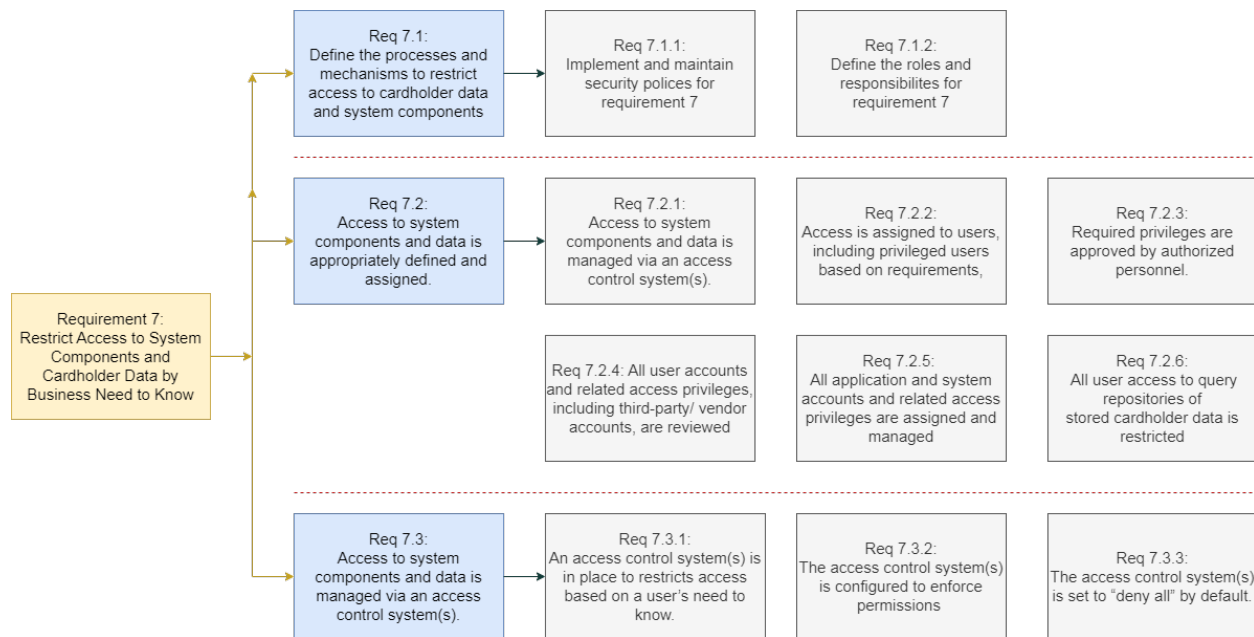 Req 7.1:
Define the processes and
mechanisms to restrict
access to cardholder data
and system components
Req 7.1.1:
Implement and maintain
security polices for
requirement 7
Req 7.1.2:
Define the roles and
responsibilites for
requirement 7
Req 7.2:
Access to system
components and data is
appropriately defined and
assigned.
Req 7.2.1:
Access to system
components and data is
managed via an access
control system(s).
Req 7.2.2:
Access is assigned to users,
including privileged users
based on requirements,
Req 7.2.3:
Required privileges are
approved by authorized
personnel.
Requirement 7:
Restrict Access to System
Components and
Cardholder Data by
Business Need to Know
Req 7.2.4: All user accounts
and related access privileges,
including third-party/ vendor
accounts, are reviewed
Req 7.2.5:
All application and system
accounts and related access
privileges are assigned and
managed
Req 7.2.6:
All user access to query
repositories of
stored cardholder data is
restricted
Req 7.3:
Access to system
components and data is
managed via an access
control system(s).
Req 7.3.1:
An access control system(s) is
in place to restricts access
based on a user's need to
know.
Req 7.3.2:
The access control system(s)
is configured to enforce
permissions
Req 7.3.3:
The access control system(s)
is set to “deny all” by default.